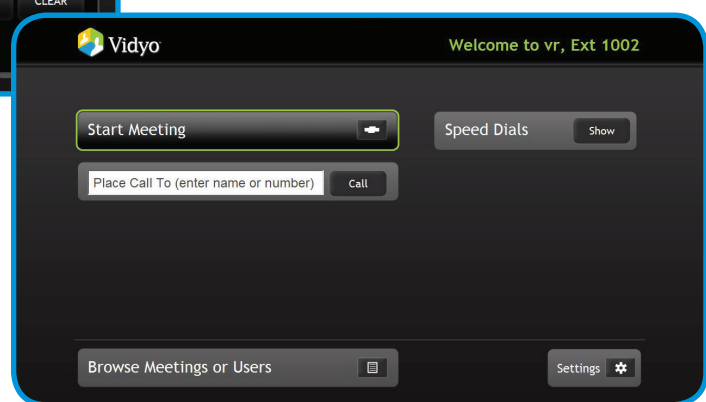 CLEAR
Vidyo
Welcome to vr, Ext 1002
Start Meeting
Speed Dials
Show
Place Call To (enter name or number)
Call
Browse Meetings or Users
Settings